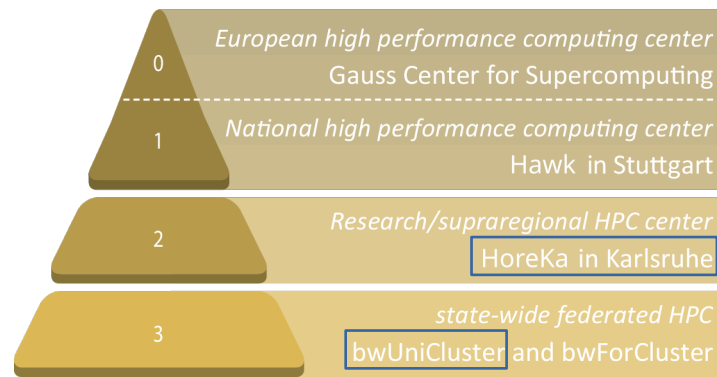 0
European high performance computing center
Gauss Center for Supercomputing
1
National high performance computing center
Hawk in Stuttgart
2
Research/supraregional HPC center
HoreKa in Karlsruhe
3
state-wide federated HPC
bwUniCluster and bwForCluster